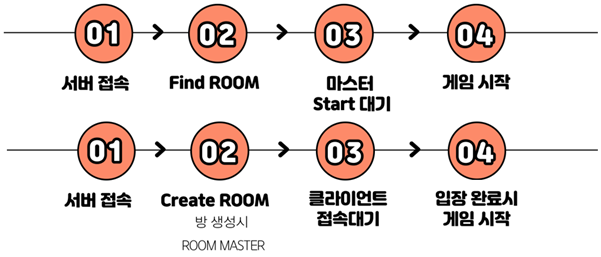 01 > 02 > 03 > 04
서버 접속 Find ROOM 마스터 게임 시작
Start 대기
01 > 02 > 03 > 04
서버 접속 Create ROOM 클라이언트 입장 완료시
방 생성시 접속대기 게임 시작
ROOM MASTER